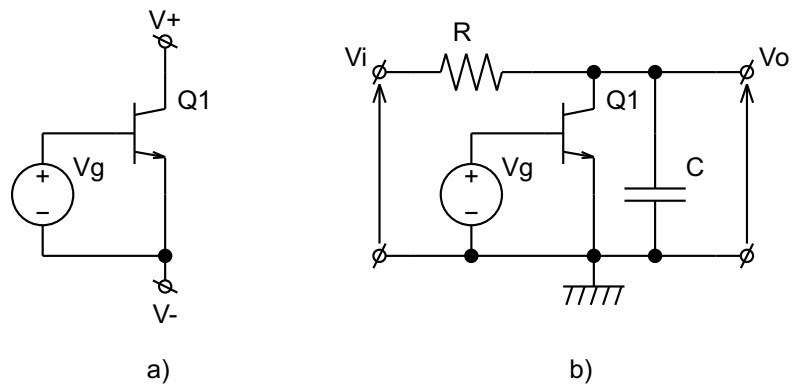 V+
Q1
Vg
+
−
V-
a)
R
Vi
Vo
Q1
Vg
+
−
C
b)